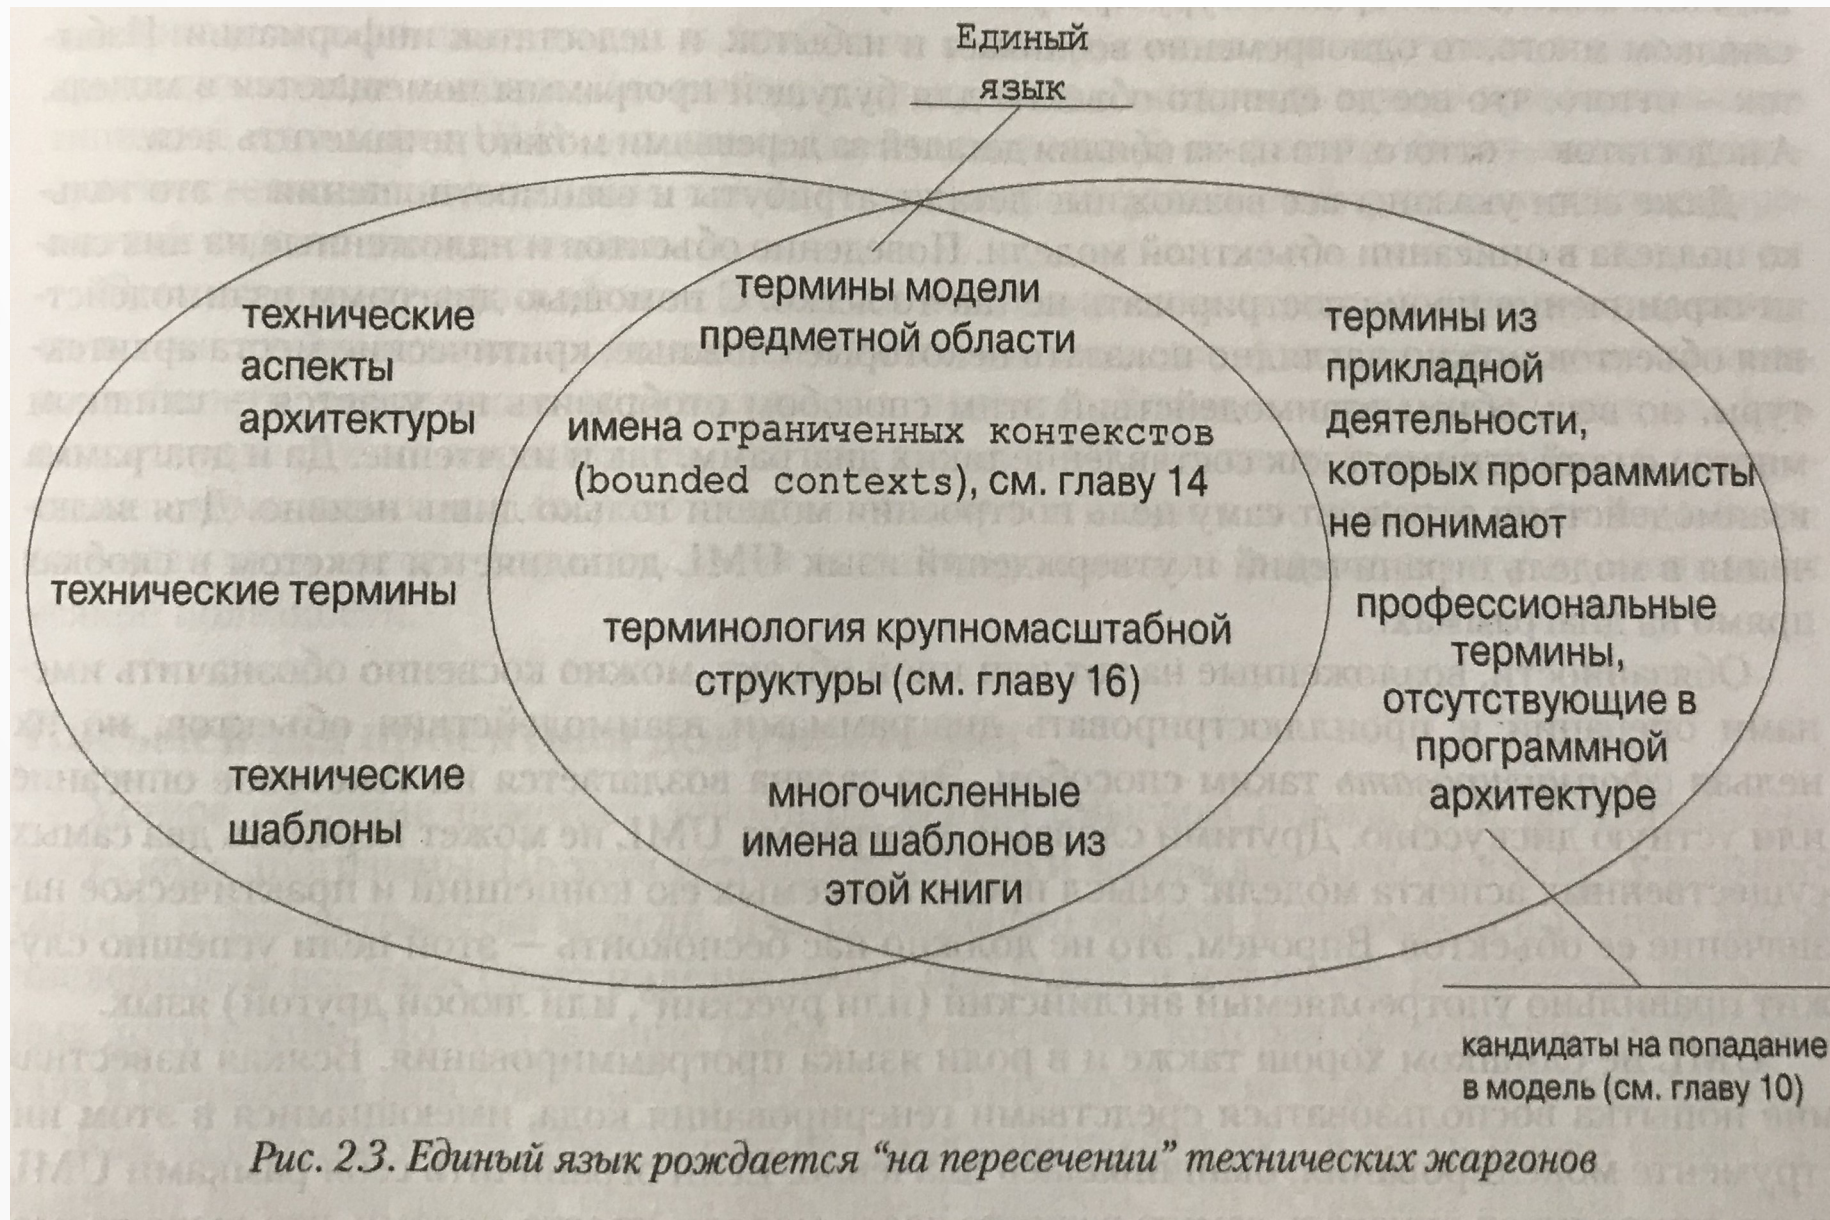 Единый
язык
технические
аспекты
архитектуры
технические термины
технические
шаблоны
термины модели
предметной области
имена ограниченных контекстов
(bounded contexts), см. главу 14
терминология крупномасштабной
структуры (см. главу 16)
многочисленные
имена шаблонов из
этой книги
термины из
прикладной
деятельности,
которых программисты
не понимают
профессиональные
термины,
отсутствующие в
программной
архитектуре
кандидаты на попадание
в модель (см. главу 10)
Рис. 2.3. Единый язык рождается “на пересечении” технических жаргонов